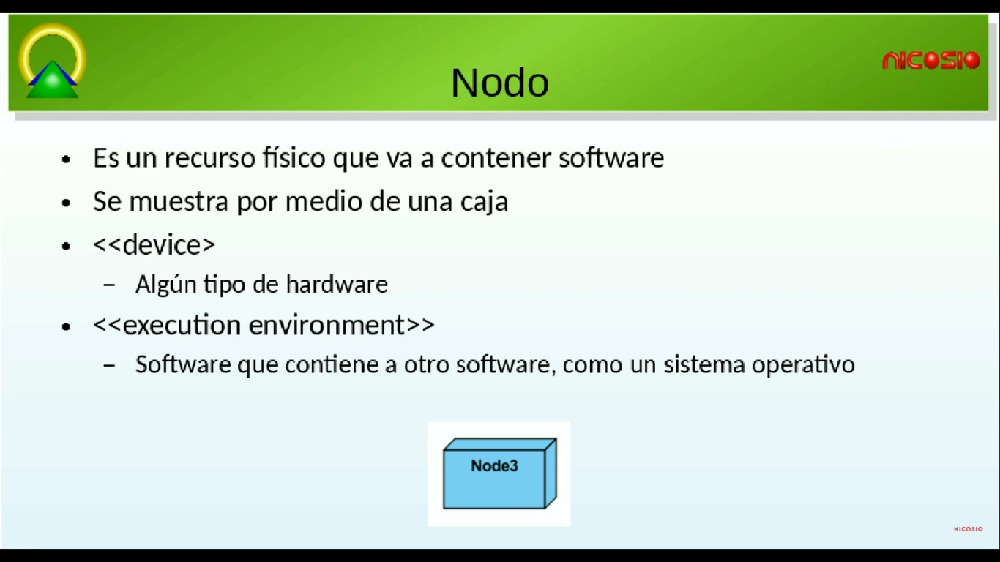 NICOSIO
Nodo
• Es un recurso físico que va a contener software
• Se muestra por medio de una caja
• <<device>
– Algún tipo de hardware
• <<execution environment>>
– Software que contiene a otro software, como un sistema operativo
Node3
NICOSIO